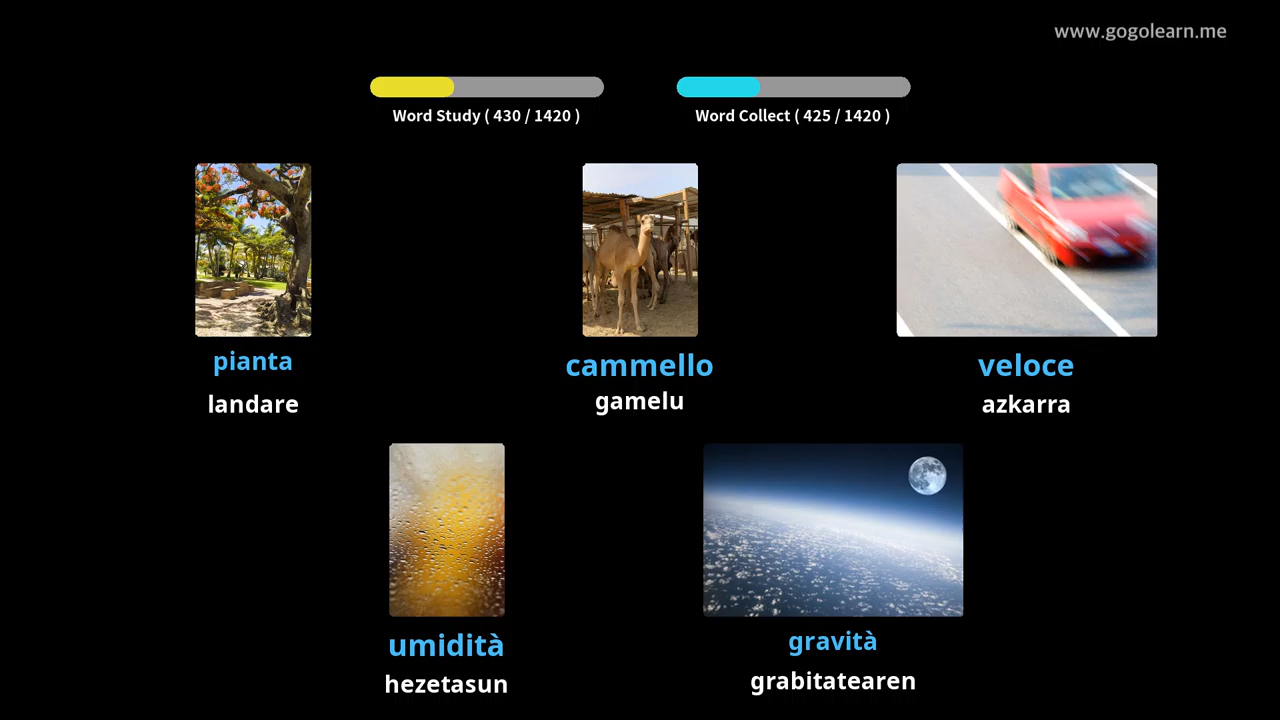 www.gogolearn.me
Word Study ( 430 / 1420 )
Word Collect ( 425 / 1420 )
pianta
landare
cammello
gamelu
veloce
azkarra
umidità
hezetasun
gravità
grabitatearen